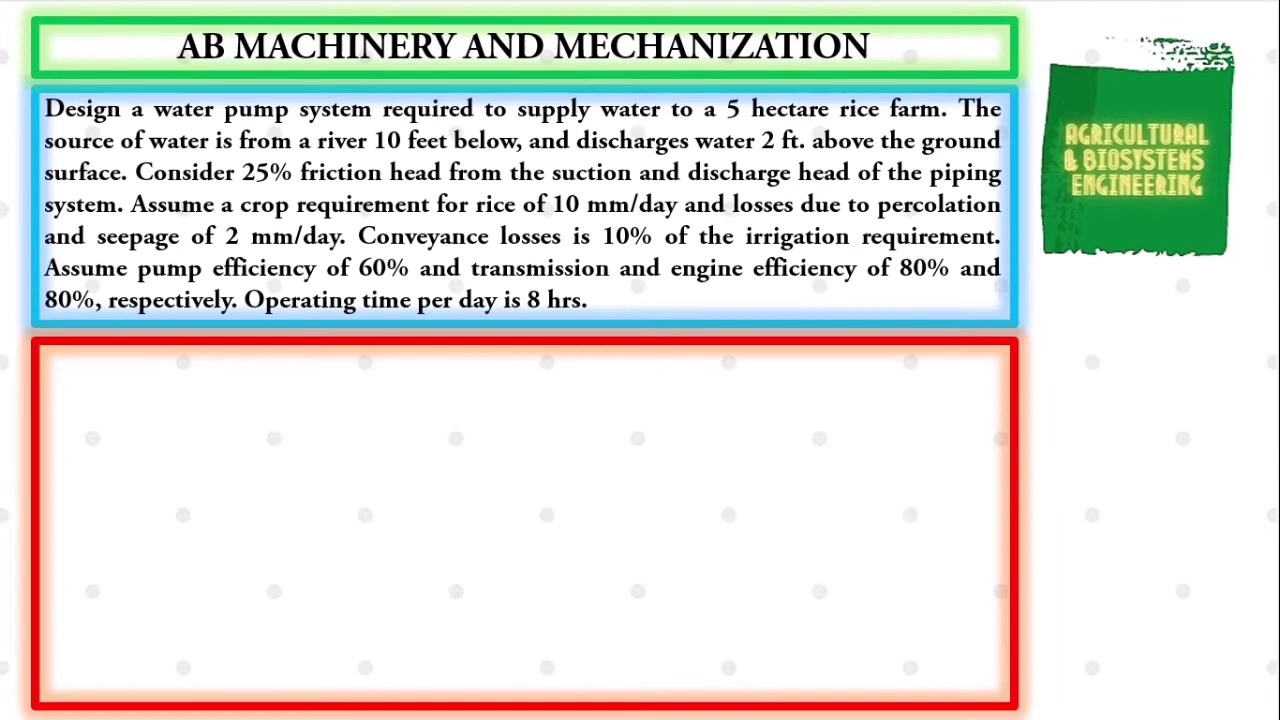 AB MACHINERY AND MECHANIZATION
Design a water pump system required to supply water to a 5 hectare rice farm. The
source of water is from a river 10 feet below, and discharges water 2 ft. above the ground
surface. Consider 25% friction head from the suction and discharge head of the piping
system. Assume a crop requirement for rice of 10 mm/day and losses due to percolation
and seepage of 2 mm/day. Conveyance losses is 10% of the irrigation requirement.
Assume pump efficiency of 60% and transmission and engine efficiency of 80% and
80%, respectively. Operating time per day is 8 hrs.
AGRICULTURAL
& BIOSYSTEMS
ENGINEERING